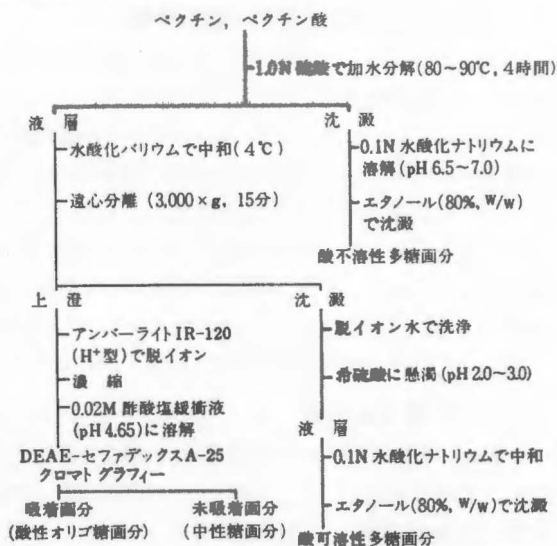 ペクチン, ペクチン酸
1.0N 硫酸で加水分解(80~90℃, 4時間)
液 層
沈 澱
水酸化バリウムで中和(4℃)
遠心分離 (3,000×g, 15分)
0.1N 水酸化ナトリウムに
溶解(pH 6.5~7.0)
エタノール(80%, W/w)
で沈澱
酸不溶性多糖画分
上 澄
沈 澱
アンバーライトIR-120
(H⁺型)で脱イオン
濃 縮
0.02M 酢酸塩緩衝液
(pH 4.65)に溶解
DEAE-セファデックスA-25
クロマトグラフィー
吸着画分
(酸性オリゴ糖画分)
未吸着画分
(中性糖画分)
脱イオン水で洗浄
希硫酸に懸濁(pH 2.0~3.0)
液 層
0.1N 水酸化ナトリウムで中和
エタノール(80%, W/w)で沈澱
酸可溶性多糖画分